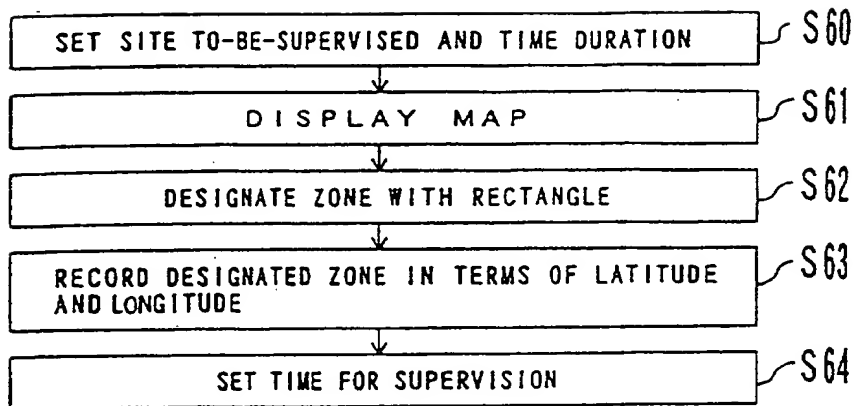 SET SITE TO-BE-SUPERVISED AND TIME DURATION S60
DISPLAY MAP S61
DESIGNATE ZONE WITH RECTANGLE S62
RECORD DESIGNATED ZONE IN TERMS OF LATITUDE S63
AND LONGITUDE
SET TIME FOR SUPERVISION S64